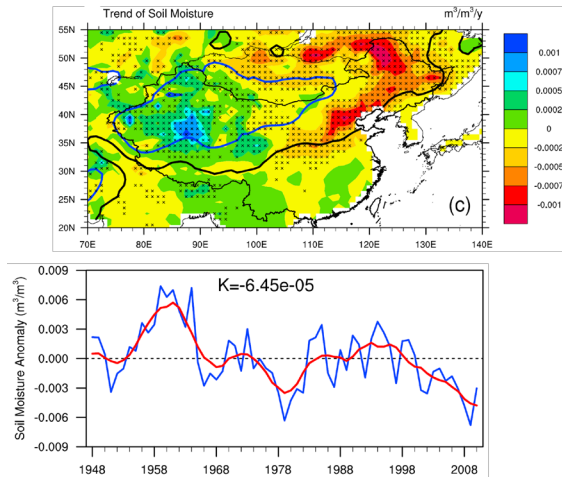 Trend of Soil Moisture m³/m³/y
55N
50N
45N
40N
35N
30N
25N
20N
70E 80E 90E 100E 110E 120E 130E 140E
(c)
0.001
0.0007
0.0005
0.0002
0
-0.0002
-0.0005
-0.0007
-0.001
K=-6.45e-05
Soil Moisture Anomaly (m³/m³)
0.009
0.006
0.003
0.000
-0.003
-0.006
-0.009
1948 1958 1968 1978 1988 1998 2008